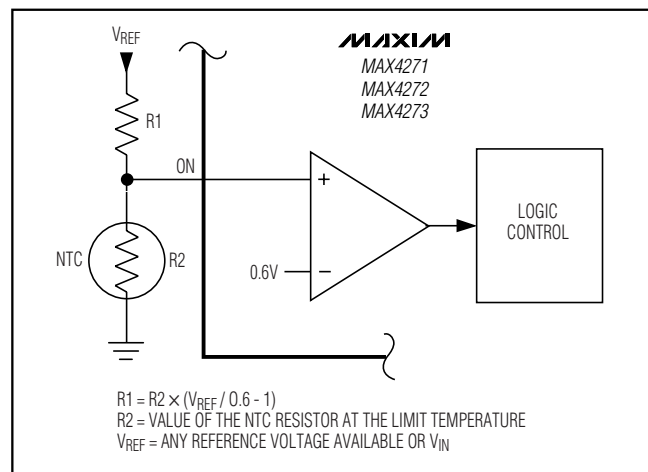 VREF
MAXIM
MAX4271
MAX4272
MAX4273
R1
ON
+
LOGIC
CONTROL
NTC
R2
0.6V
–
R1 = R2 × (VREF / 0.6 - 1)
R2 = VALUE OF THE NTC RESISTOR AT THE LIMIT TEMPERATURE
VREF = ANY REFERENCE VOLTAGE AVAILABLE OR VIN